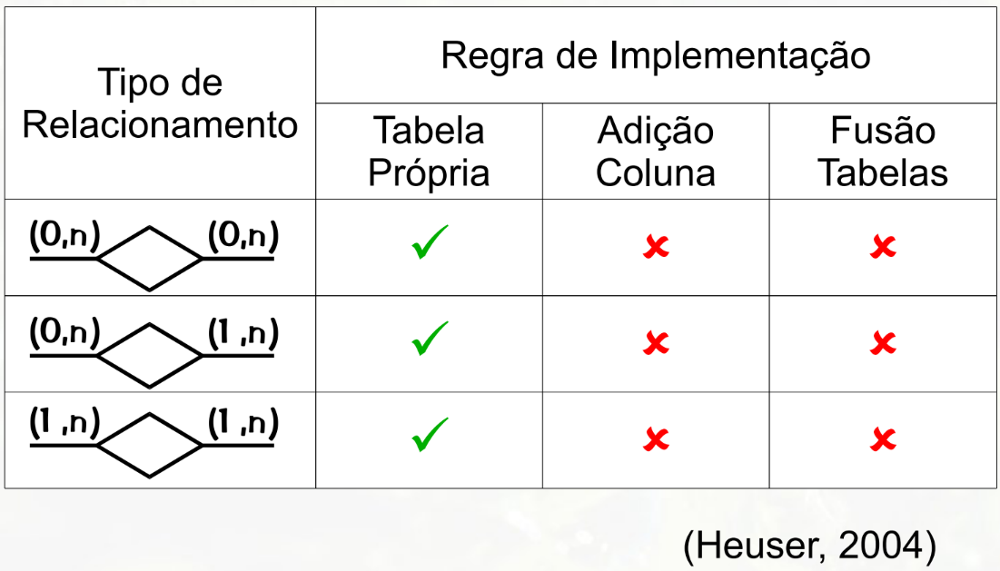 Tipo de
Relacionamento
Regra de Implementação
Tabela
Própria
Adição
Coluna
Fusão
Tabelas
(0,n) (0,n)
(0,n) (1,n)
(1,n) (1,n)
(Heuser, 2004)